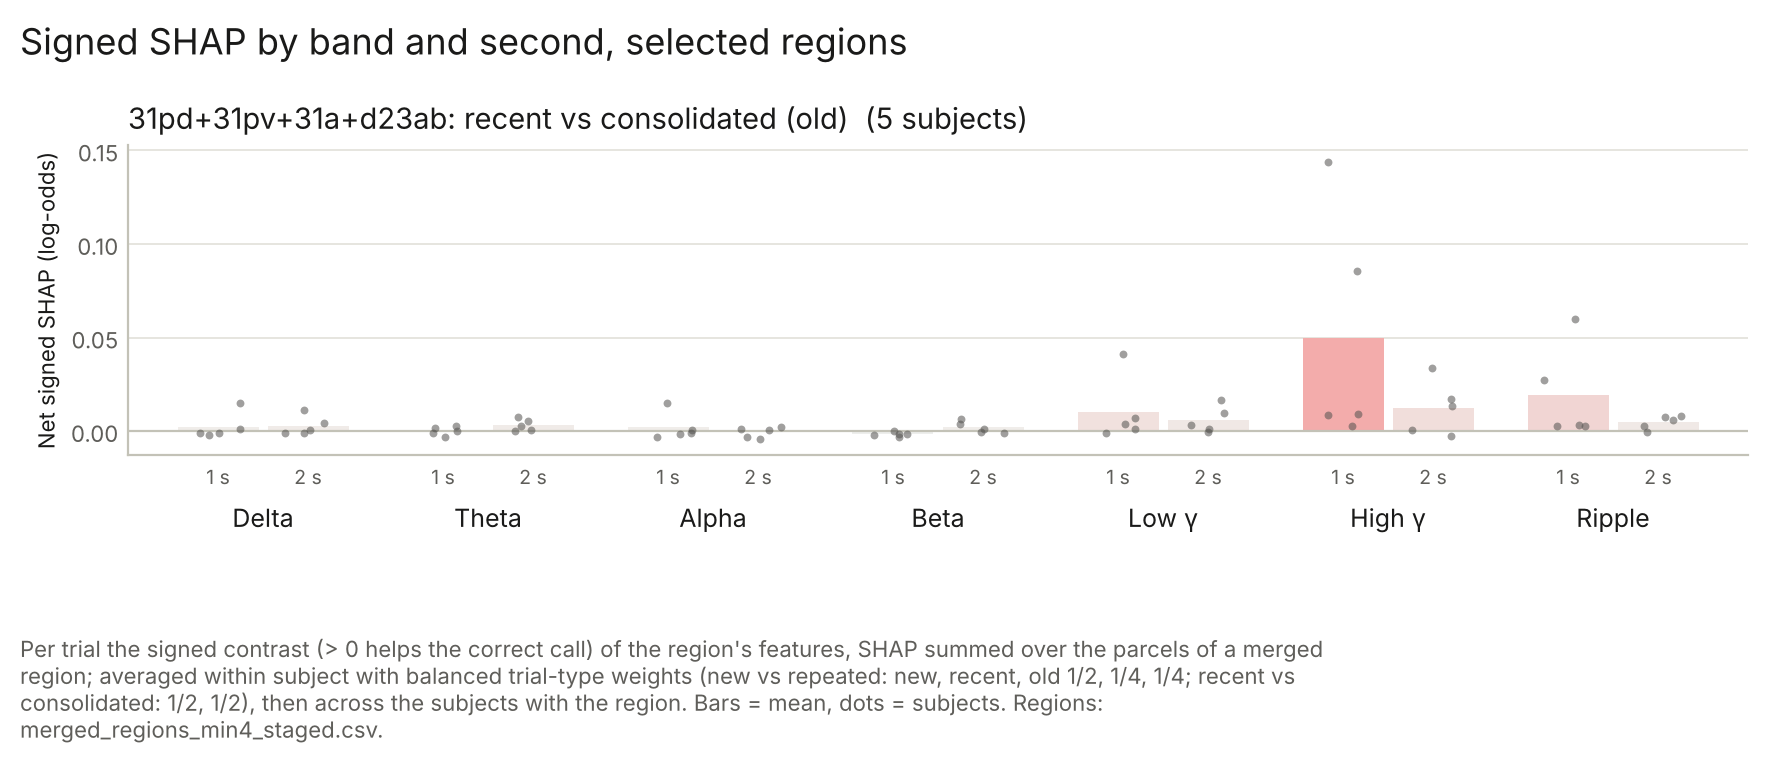 Signed SHAP by band and second, selected regions
31pd+31pv+31a+d23ab: recent vs consolidated (old)  (5 subjects)
Net signed SHAP (log-odds)
0.15
0.10
0.05
0.00
1 s 2 s 1 s 2 s 1 s 2 s 1 s 2 s 1 s 2 s 1 s 2 s 1 s 2 s
Delta Theta Alpha Beta Low γ High γ Ripple
Per trial the signed contrast (> 0 helps the correct call) of the region's features, SHAP summed over the parcels of a merged
region; averaged within subject with balanced trial-type weights (new vs repeated: new, recent, old 1/2, 1/4, 1/4; recent vs
consolidated: 1/2, 1/2), then across the subjects with the region. Bars = mean, dots = subjects. Regions:
merged_regions_min4_staged.csv.